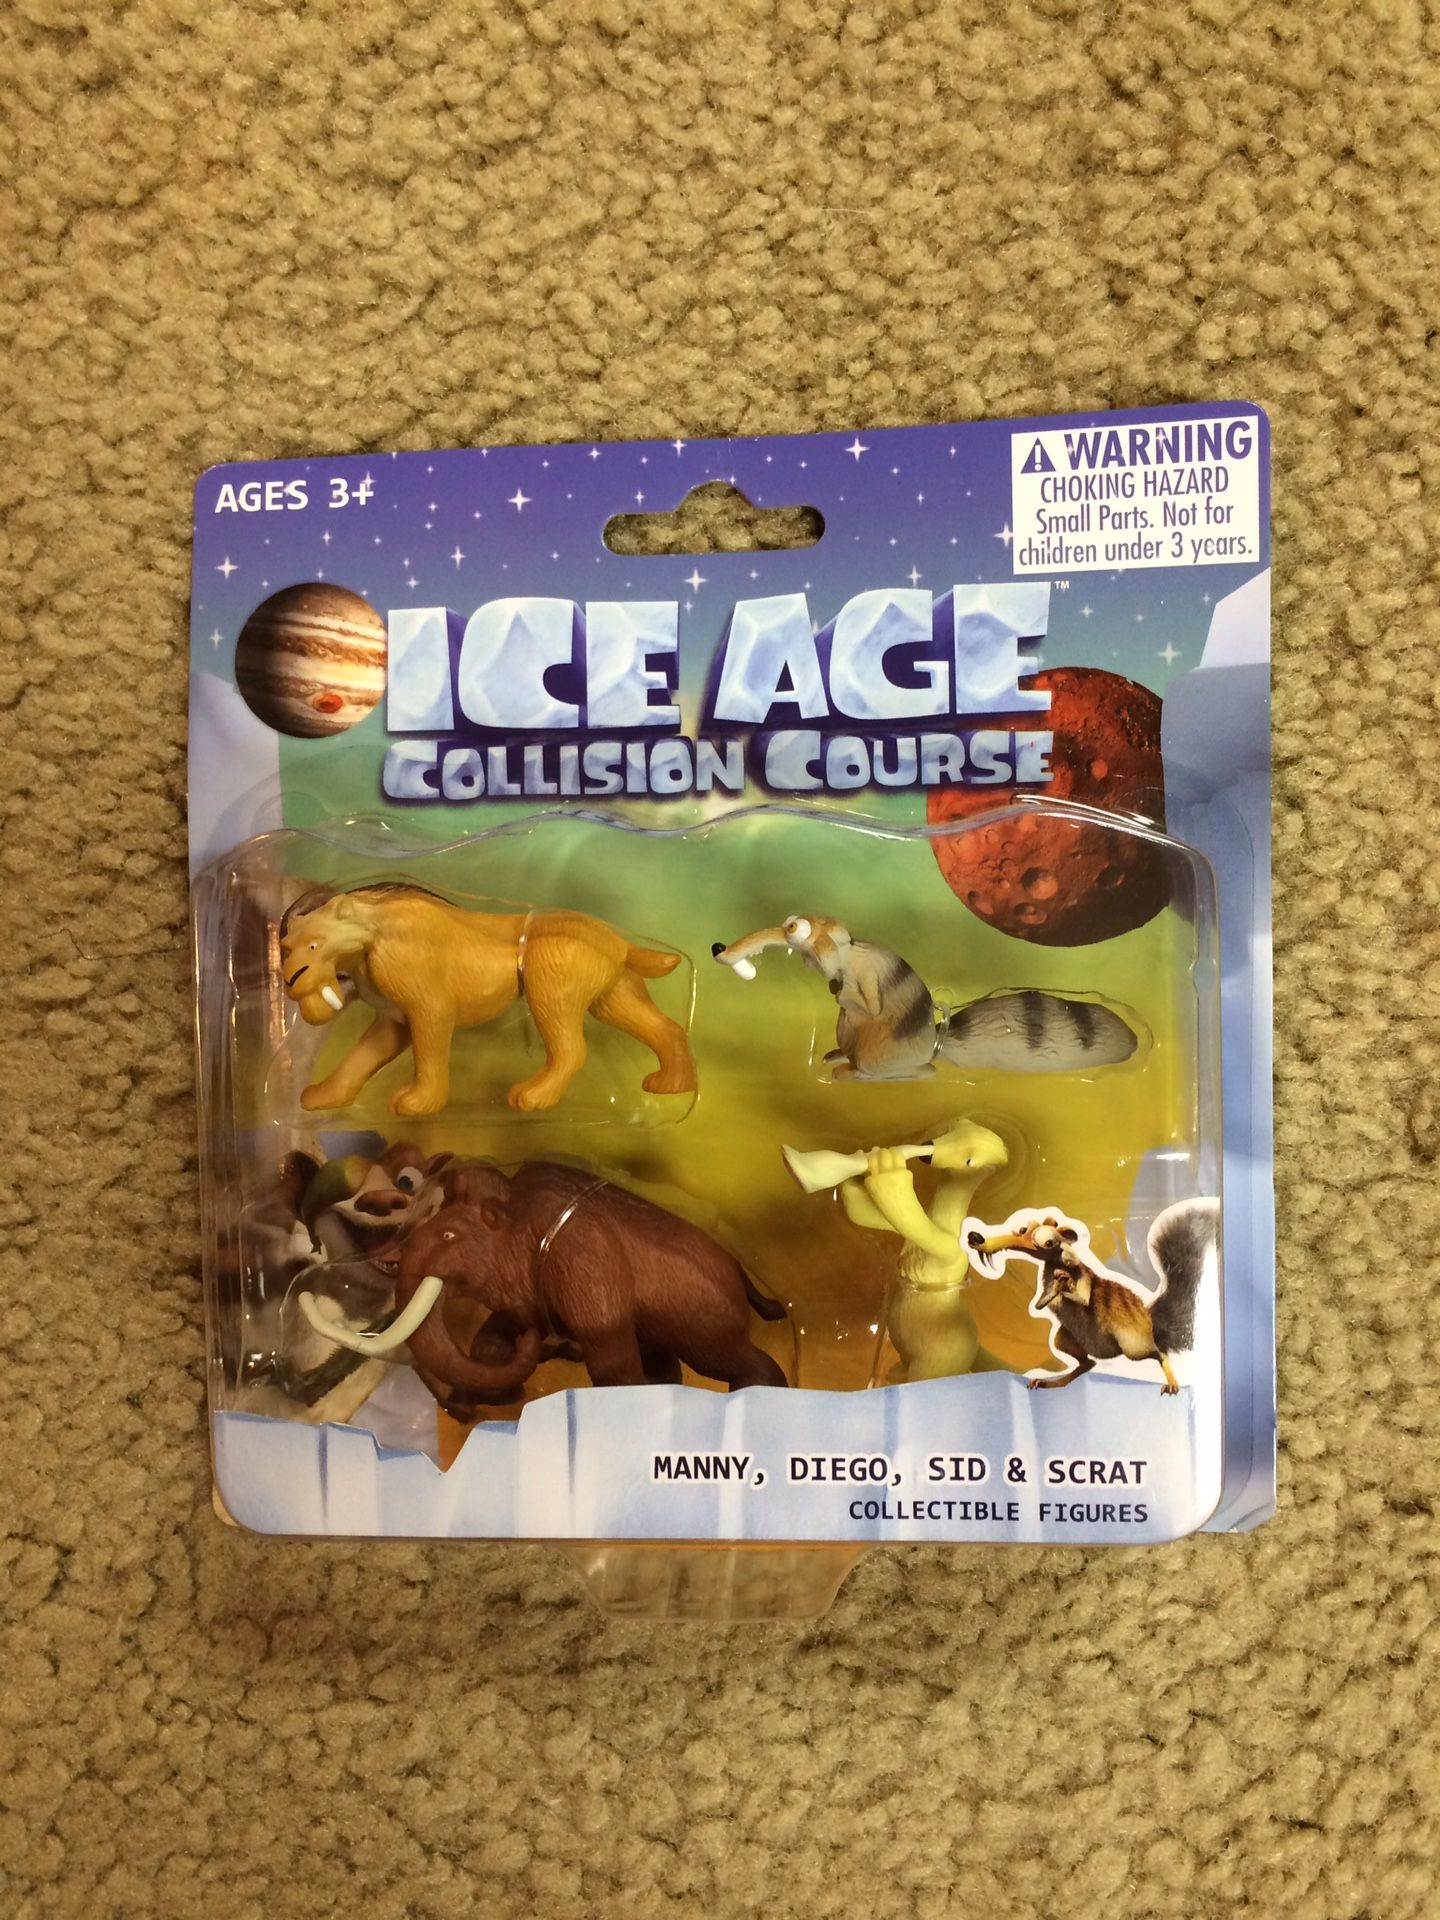 AGES 3+
⚠ WARNING
CHOKING HAZARD
Small Parts. Not for
children under 3 years.
ICE AGE™
COLLISION COURSE
MANNY, DIEGO, SID & SCRAT
COLLECTIBLE FIGURES